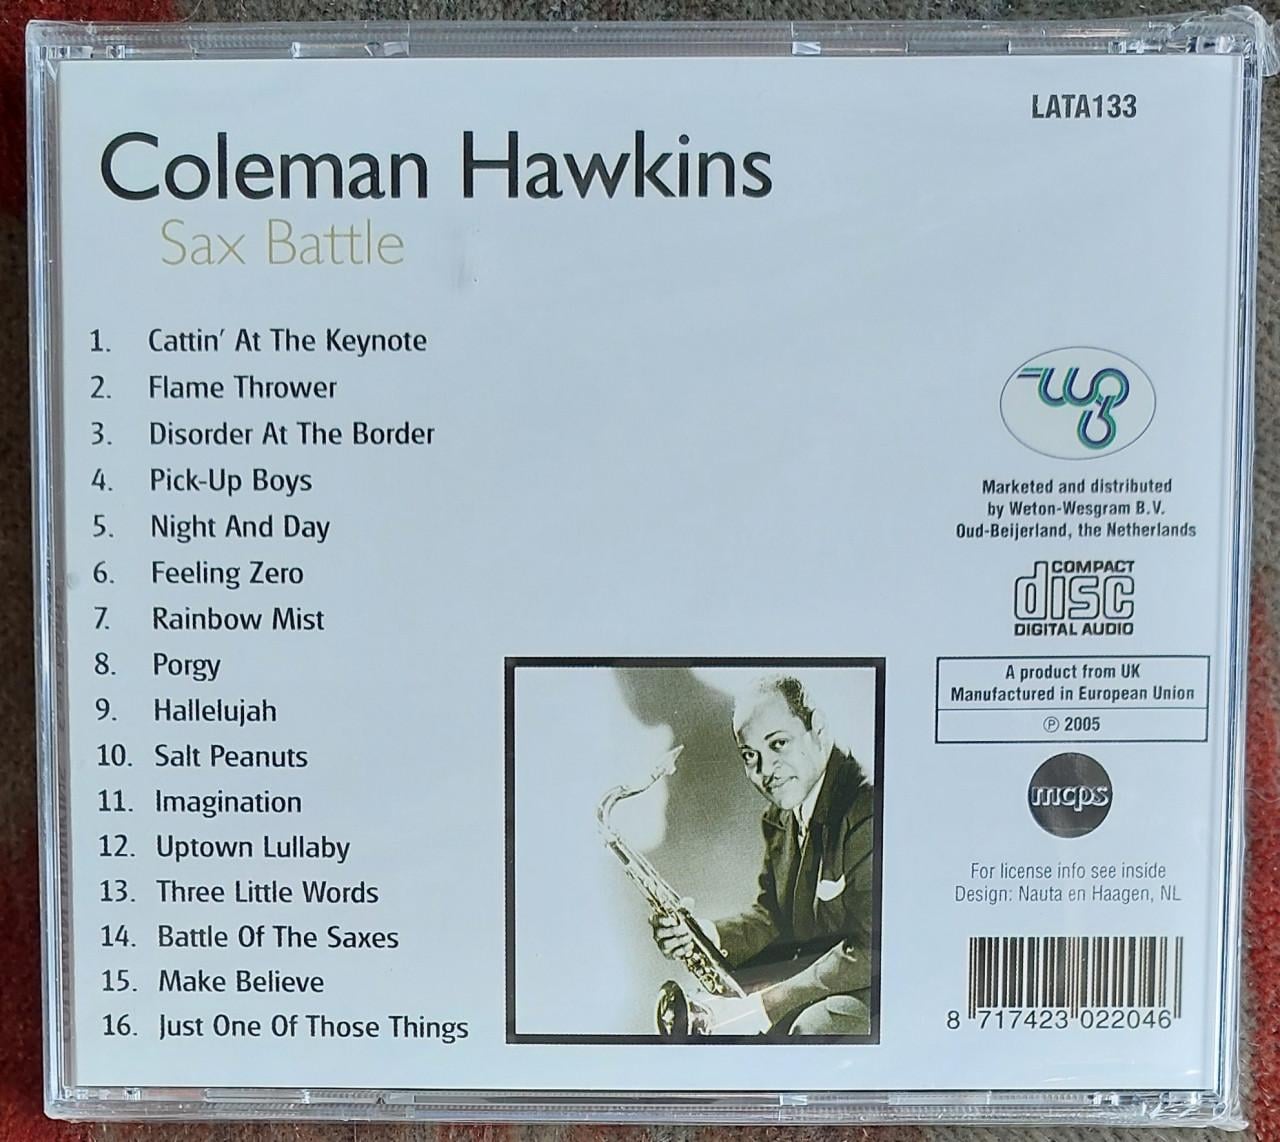 LATA133
Coleman Hawkins
Sax Battle
1. Cattin' At The Keynote
2. Flame Thrower
3. Disorder At The Border
4. Pick-Up Boys
5. Night And Day
6. Feeling Zero
7. Rainbow Mist
8. Porgy
9. Hallelujah
10. Salt Peanuts
11. Imagination
12. Uptown Lullaby
13. Three Little Words
14. Battle Of The Saxes
15. Make Believe
16. Just One Of Those Things
Marketed and distributed
by Weton-Wesgram B.V.
Oud-Beijerland, the Netherlands
COMPACT
disc
DIGITAL AUDIO
A product from UK
Manufactured in European Union
℗ 2005
mcps
For license info see inside
Design: Nauta en Haagen, NL
8 717423 022046